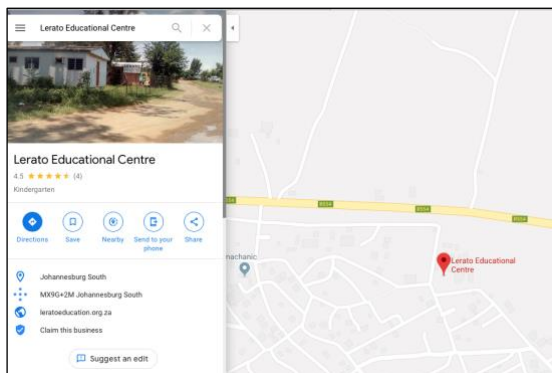 Lerato Educational Centre
Lerato Educational Centre
4.5 (4)
Kindergarten
Directions
Save
Nearby
Send to your
phone
Share
Johannesburg South
MX9G+2M Johannesburg South
leratoeducation.org.za
Claim this business
Suggest an edit
R554
R554
R554
machanic
Lerato Educational
Centre